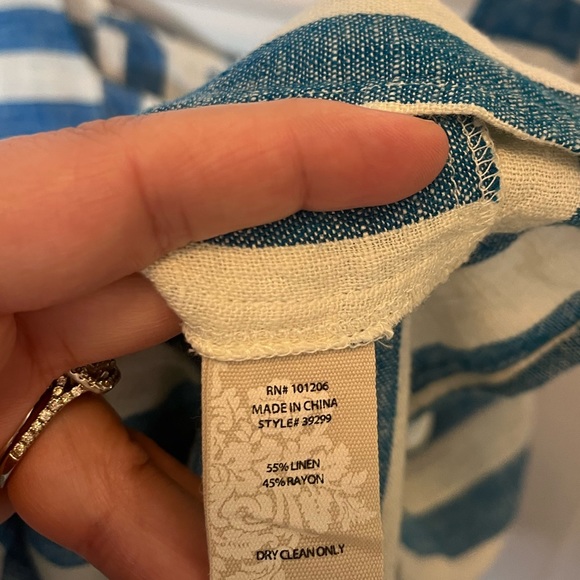 RN# 101206
MADE IN CHINA
STYLE# 39299
55% LINEN
45% RAYON
DRY CLEAN ONLY